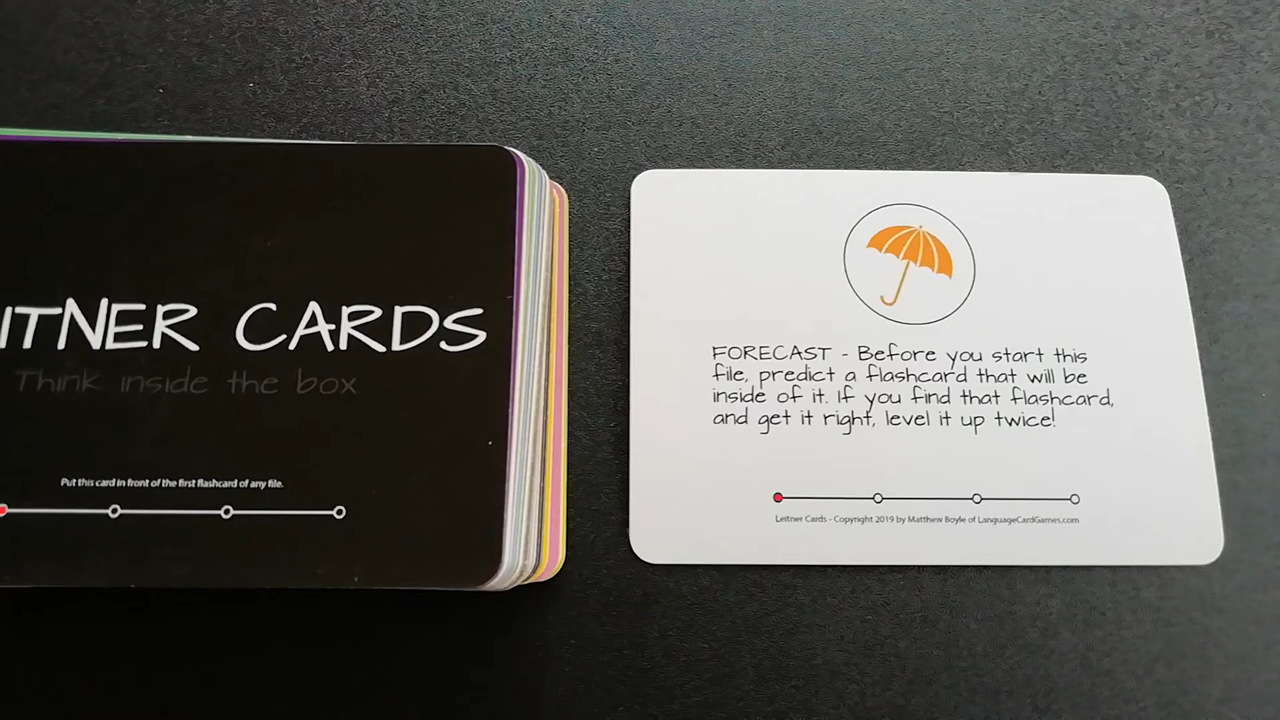 EITNER CARDS
Think inside the box
Put this card in front of the first flashcard of any file.
FORECAST - Before you start this
file, predict a flashcard that will be
inside of it. If you find that flashcard,
and get it right, level it up twice!
Leitner Cards - Copyright 2019 by Matthew Boyle of LanguageCardGames.com